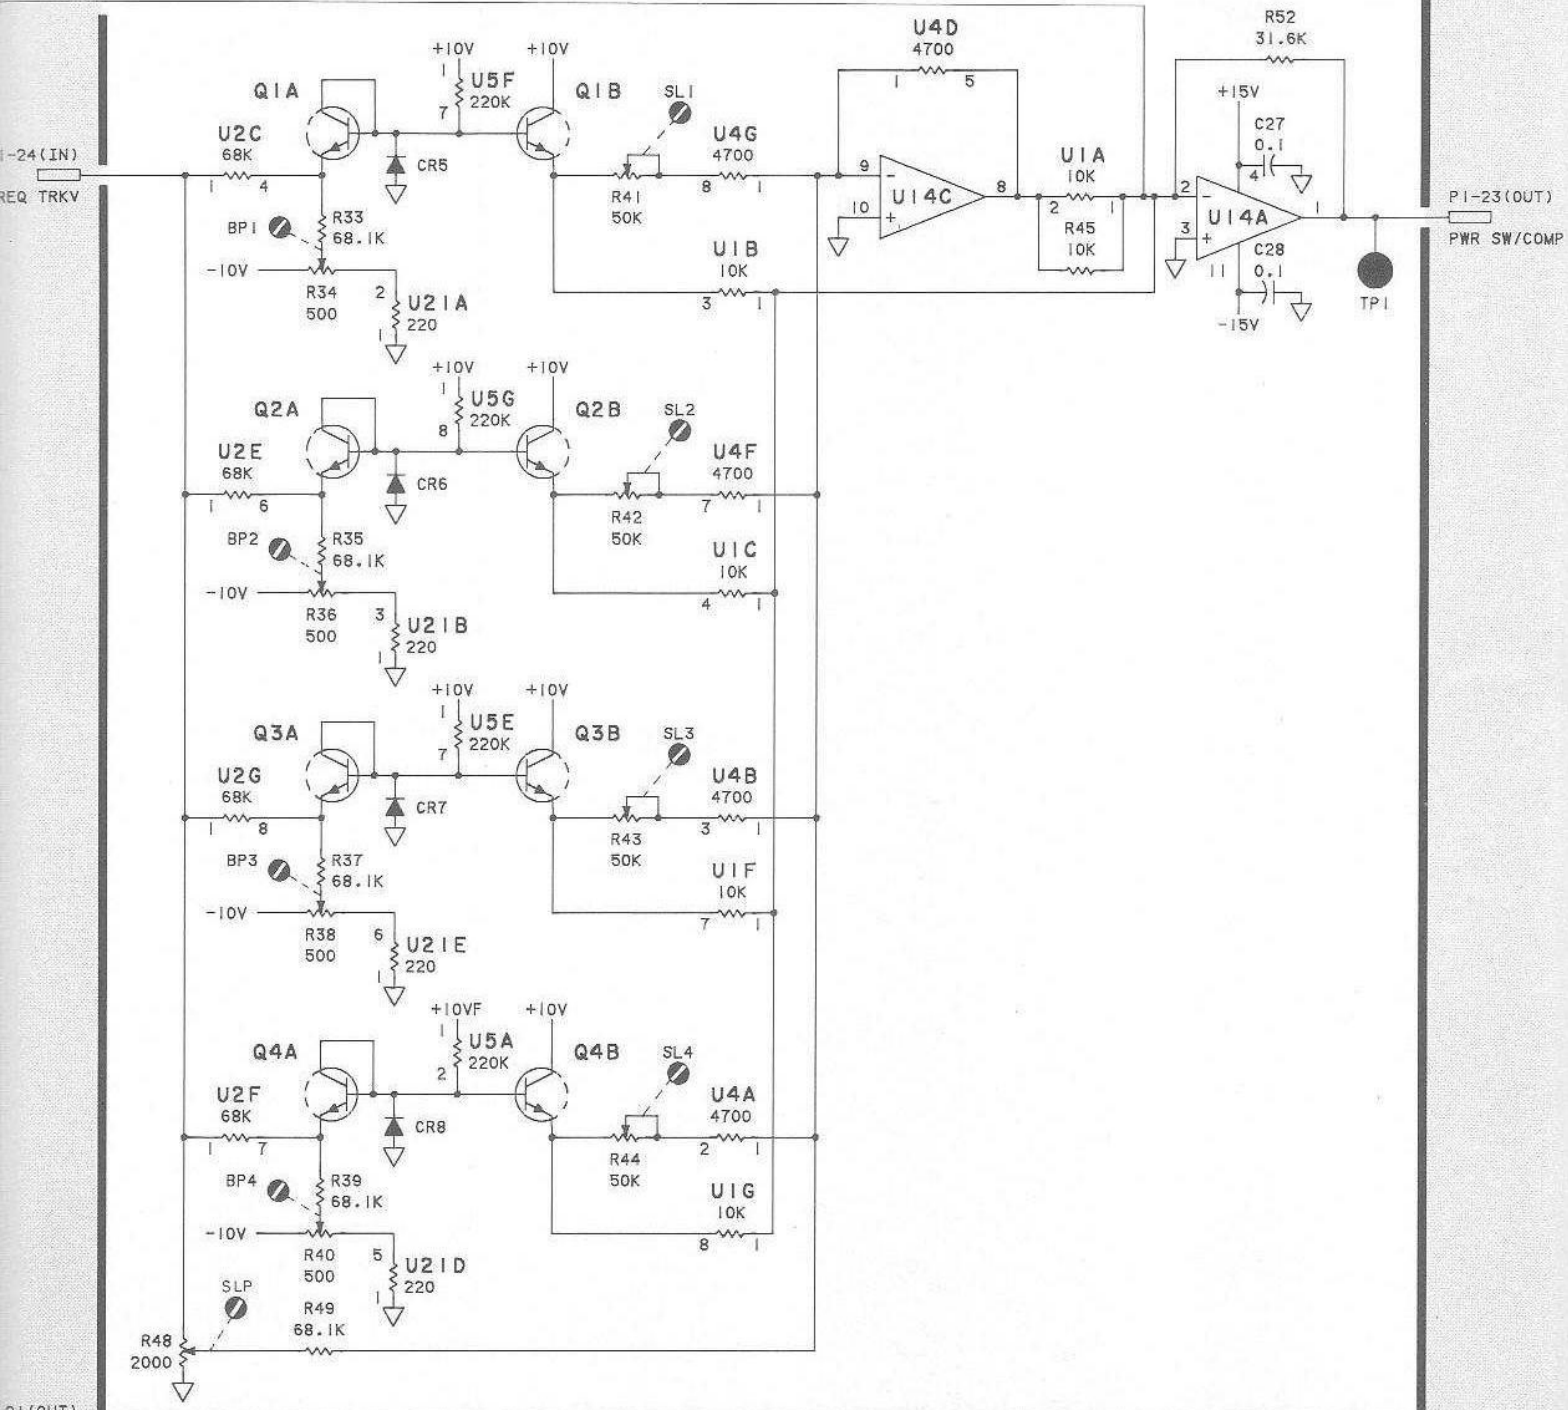 U4D
4700
1
5
R52
31.6K
+10V
1
U5F
220K
7
+10V
Q1A
Q1B
SL1
+15V
C27
0.1
4
U2C
68K
1
4
CR5
U4G
4700
8
1
R41
50K
9
-
10
+
U14C
8
U1A
10K
2
1
R45
10K
2
-
3
+
U14A
1
11
C28
0.1
-15V
TP1
P1-23(OUT)
PWR SW/COMP
-24(IN)
REQ TRKV
BP1
R33
68.1K
-10V
R34
500
2
U21A
220
1
U1B
10K
3
1
+10V
1
U5G
220K
8
+10V
Q2A
Q2B
SL2
U2E
68K
1
6
CR6
U4F
4700
7
1
R42
50K
BP2
R35
68.1K
-10V
R36
500
3
U21B
220
1
U1C
10K
4
1
+10V
1
U5E
220K
7
+10V
Q3A
Q3B
SL3
U2G
68K
1
8
CR7
U4B
4700
3
1
R43
50K
BP3
R37
68.1K
-10V
R38
500
6
U21E
220
1
U1F
10K
7
1
+10VF
1
U5A
220K
2
+10V
Q4A
Q4B
SL4
U2F
68K
1
7
CR8
U4A
4700
2
1
R44
50K
BP4
R39
68.1K
-10V
R40
500
5
U21D
220
1
U1G
10K
8
1
SLP
R49
68.1K
R48
2000